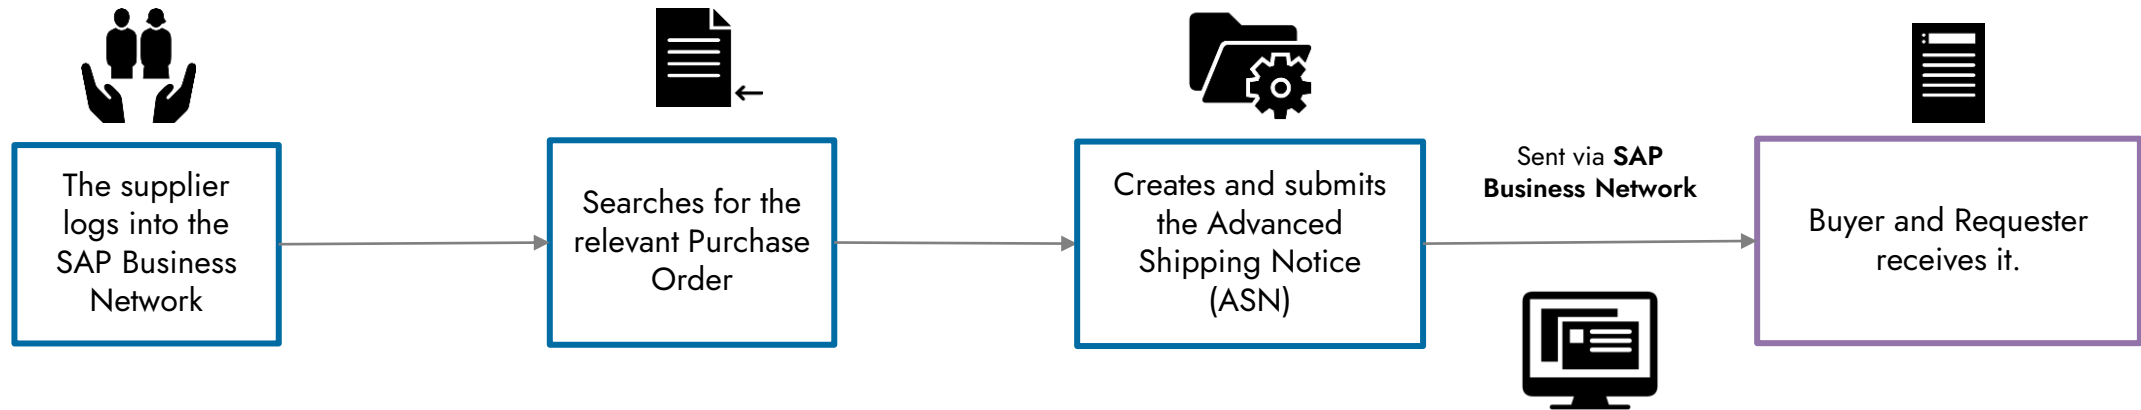 The supplier
logs into the
SAP Business
Network
Searches for the
relevant Purchase
Order
Creates and submits
the Advanced
Shipping Notice
(ASN)
Sent via SAP
Business Network
Buyer and Requester
receives it.